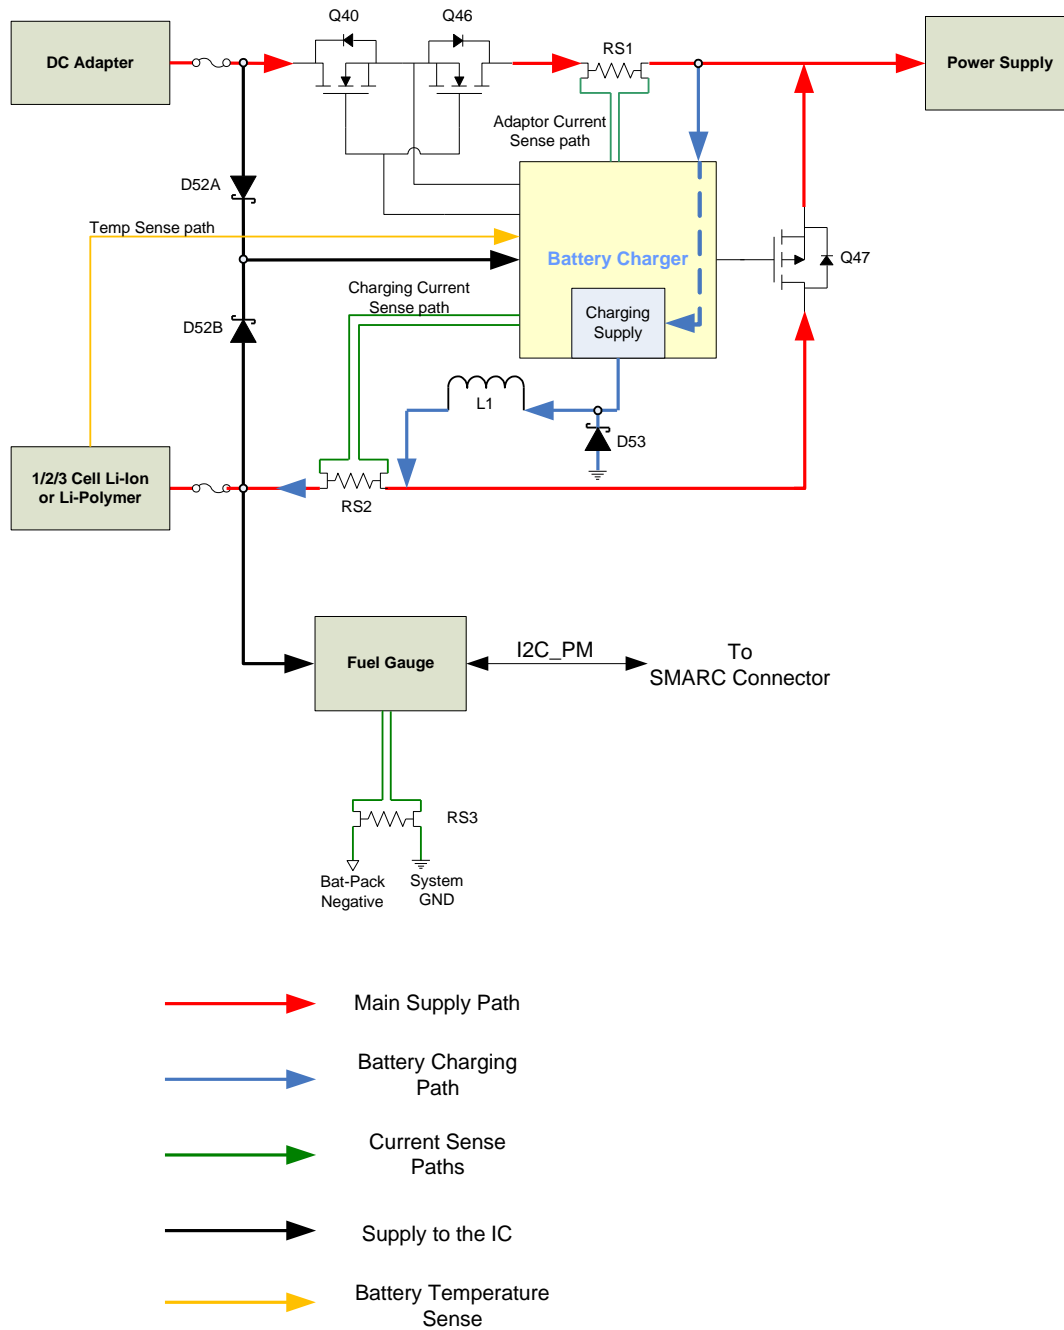 Q40
Q46
DC Adapter
RS1
Power Supply
Adaptor Current
Sense path
D52A
Temp Sense path
Battery Charger
Q47
Charging Current
Sense path
Charging
Supply
D52B
L1
D53
1/2/3 Cell Li-Ion
or Li-Polymer
RS2
Fuel Gauge
I2C_PM
To
SMARC Connector
RS3
Bat-Pack
Negative
System
GND
Main Supply Path
Battery Charging
Path
Current Sense
Paths
Supply to the IC
Battery Temperature
Sense